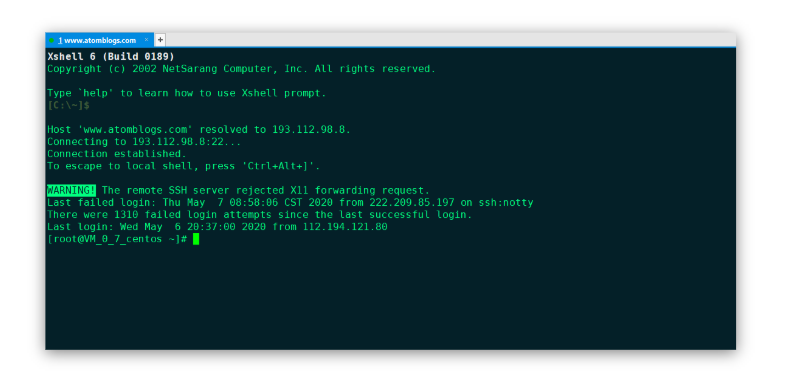 1 www.atomblogs.com × +
Xshell 6 (Build 0189)
Copyright (c) 2002 NetSarang Computer, Inc. All rights reserved.
Type `help' to learn how to use Xshell prompt.
[C:\~]$
Host 'www.atomblogs.com' resolved to 193.112.98.8.
Connecting to 193.112.98.8:22...
Connection established.
To escape to local shell, press 'Ctrl+Alt+]'.
WARNING! The remote SSH server rejected X11 forwarding request.
Last failed login: Thu May  7 08:58:06 CST 2020 from 222.209.85.197 on ssh:notty
There were 1310 failed login attempts since the last successful login.
Last login: Wed May  6 20:37:00 2020 from 112.194.121.80
[root@VM_0_7_centos ~]#